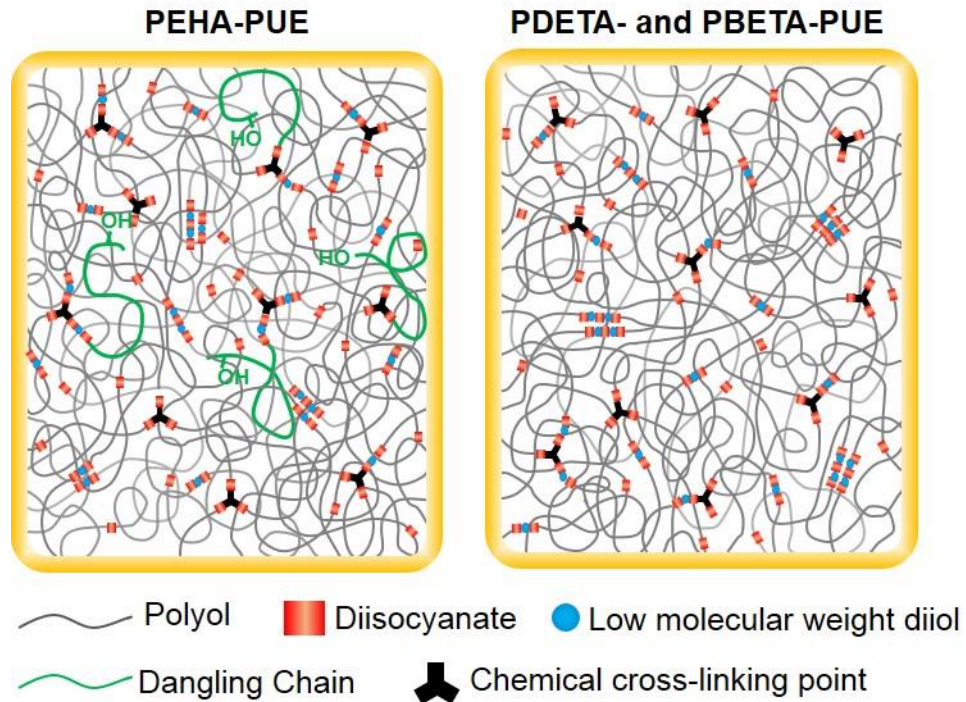 PEHA-PUE
PDETA- and PBETA-PUE
HO
OH
HO
OH
Polyol
Diisocyanate
Low molecular weight diiol
Dangling Chain
Chemical cross-linking point